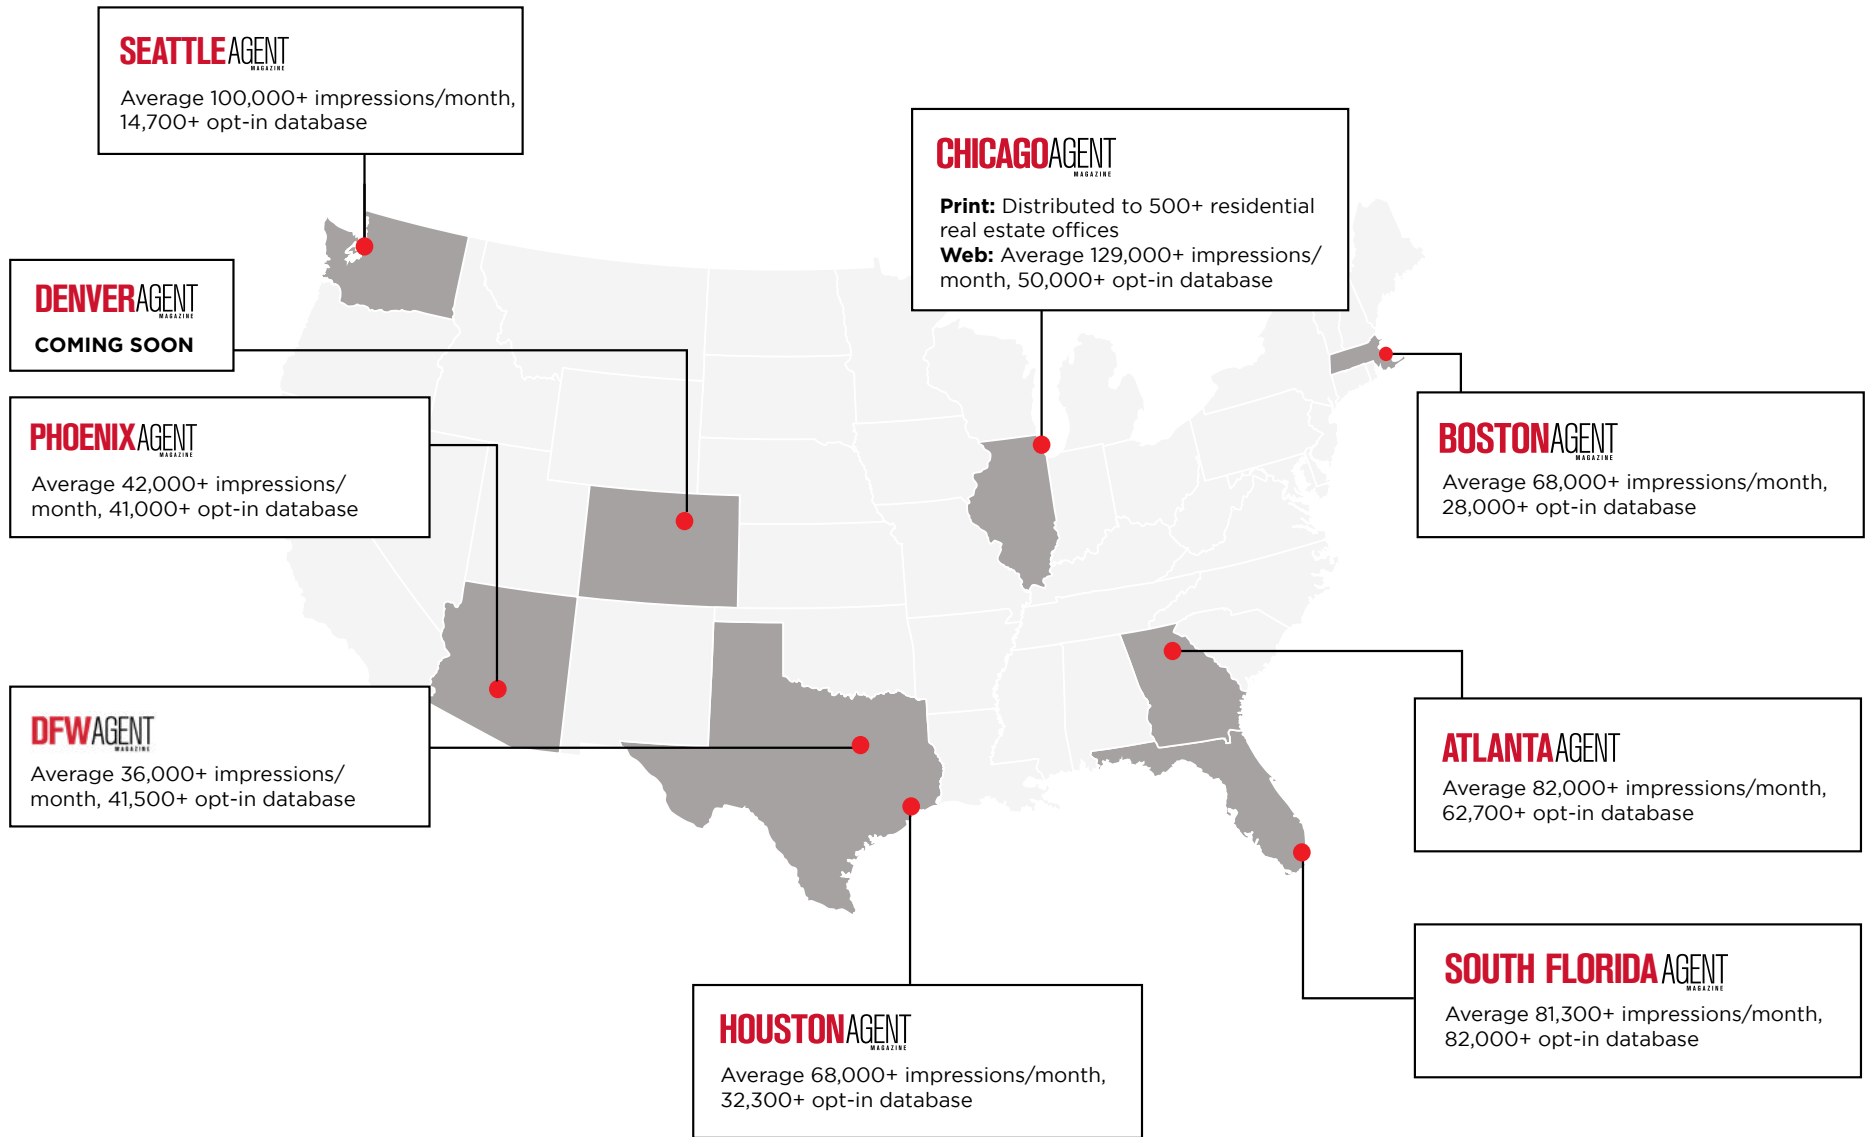 SEATTLEAGENT
MAGAZINE
Average 100,000+ impressions/month,
14,700+ opt-in database
CHICAGOAGENT
MAGAZINE
Print: Distributed to 500+ residential
real estate offices
Web: Average 129,000+ impressions/
month, 50,000+ opt-in database
DENVERAGENT
MAGAZINE
COMING SOON
PHOENIXAGENT
MAGAZINE
Average 42,000+ impressions/
month, 41,000+ opt-in database
BOSTONAGENT
MAGAZINE
Average 68,000+ impressions/month,
28,000+ opt-in database
DFWAGENT
MAGAZINE
Average 36,000+ impressions/
month, 41,500+ opt-in database
ATLANTAAGENT
Average 82,000+ impressions/month,
62,700+ opt-in database
SOUTH FLORIDA AGENT
MAGAZINE
Average 81,300+ impressions/month,
82,000+ opt-in database
HOUSTONAGENT
MAGAZINE
Average 68,000+ impressions/month,
32,300+ opt-in database